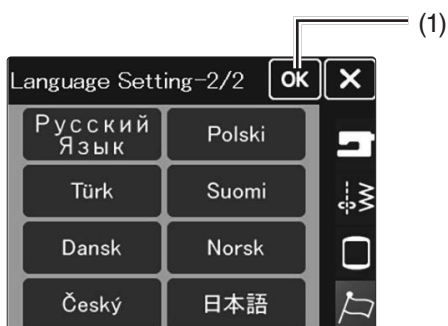 (1)
Language Setting-2/2 OK X
Русский
Язык
Polski
Türk
Suomi
Dansk
Norsk
Český
日本語